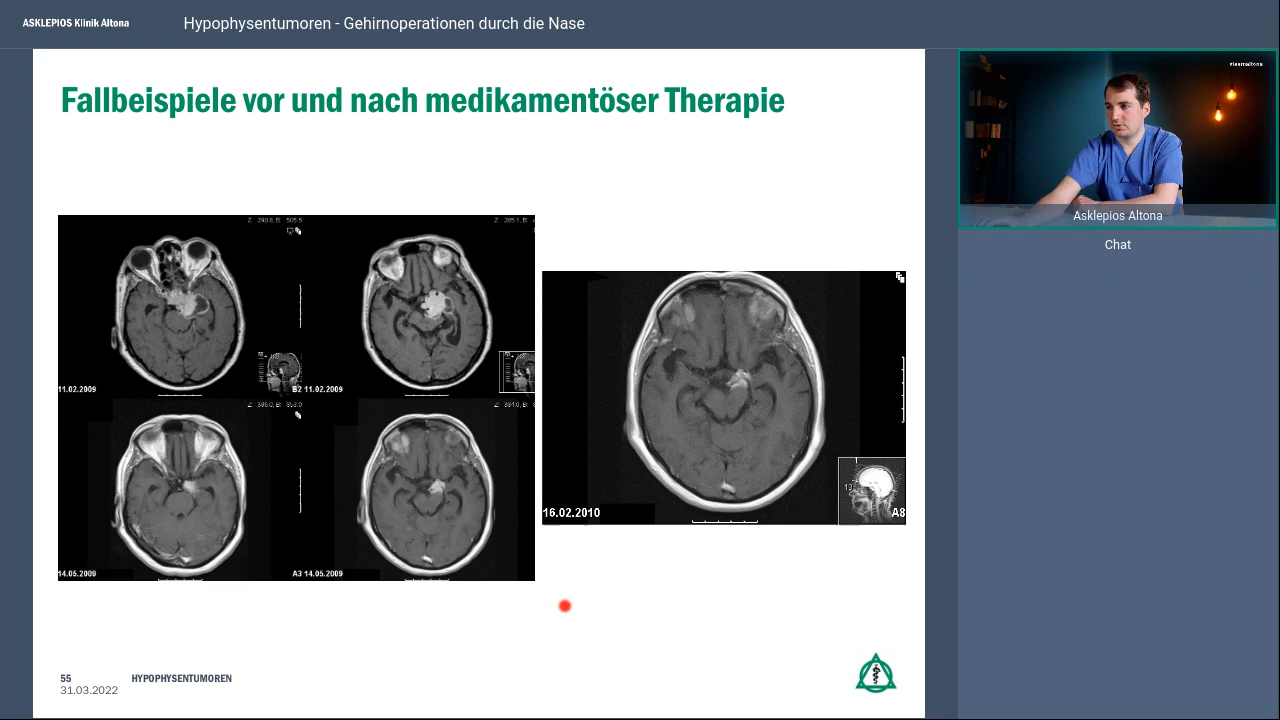 ASKLEPIOS Klinik Altona
Hypophysentumoren - Gehirnoperationen durch die Nase
Fallbeispiele vor und nach medikamentöser Therapie
11.02.2009
B2 11.02.2009
14.05.2009
A3 14.05.2009
16.02.2010
A8
Asklepios Altona
Chat
55
HYPOPHYSENTUMOREN
31.03.2022